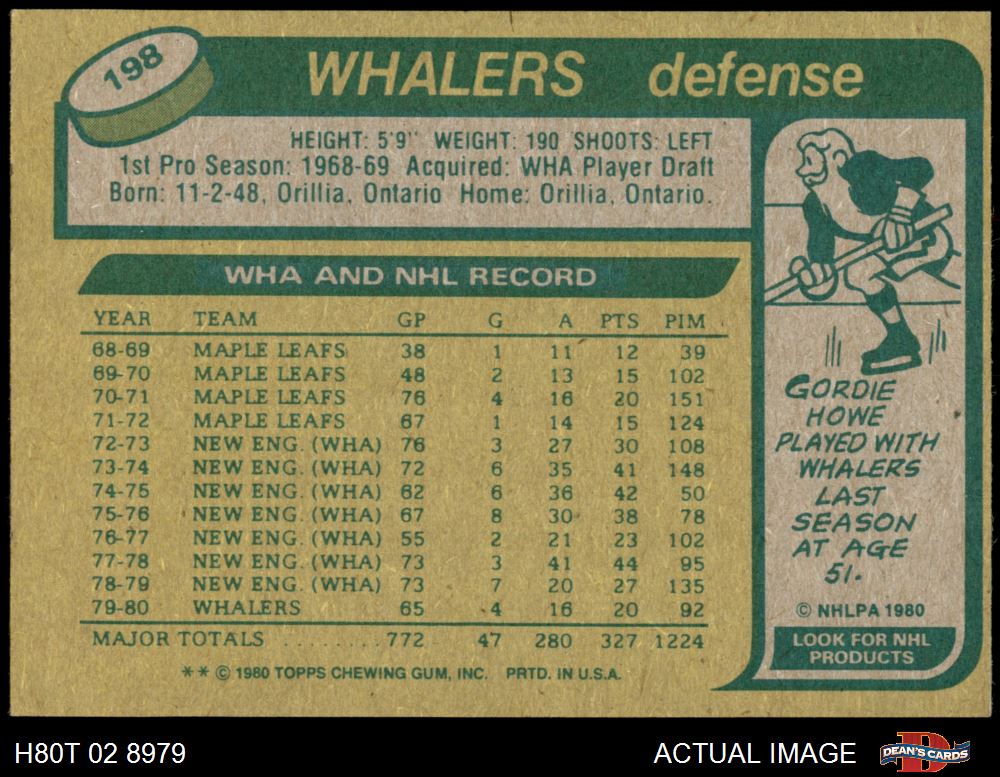 198
WHALERS defense
HEIGHT: 5'9" WEIGHT: 190 SHOOTS: LEFT
1st Pro Season: 1968-69 Acquired: WHA Player Draft
Born: 11-2-48, Orillia, Ontario Home: Orillia, Ontario.
WHA AND NHL RECORD
YEAR TEAM GP G A PTS PIM
68-69 MAPLE LEAFS 38 1 11 12 39
69-70 MAPLE LEAFS 48 2 13 15 102
70-71 MAPLE LEAFS 76 4 16 20 151
71-72 MAPLE LEAFS 67 1 14 15 124
72-73 NEW ENG. (WHA) 76 3 27 30 108
73-74 NEW ENG. (WHA) 72 6 35 41 148
74-75 NEW ENG. (WHA) 62 6 36 42 50
75-76 NEW ENG. (WHA) 67 8 30 38 78
76-77 NEW ENG. (WHA) 55 2 21 23 102
77-78 NEW ENG. (WHA) 73 3 41 44 95
78-79 NEW ENG. (WHA) 73 7 20 27 135
79-80 WHALERS 65 4 16 20 92
MAJOR TOTALS ........ 772 47 280 327 1224
** © 1980 TOPPS CHEWING GUM, INC. PRTD. IN U.S.A.
GORDIE
HOWE
PLAYED WITH
WHALERS
LAST
SEASON
AT AGE
51.
© NHLPA 1980
LOOK FOR NHL
PRODUCTS
H80T 02 8979
ACTUAL IMAGE
DEAN'S CARDS